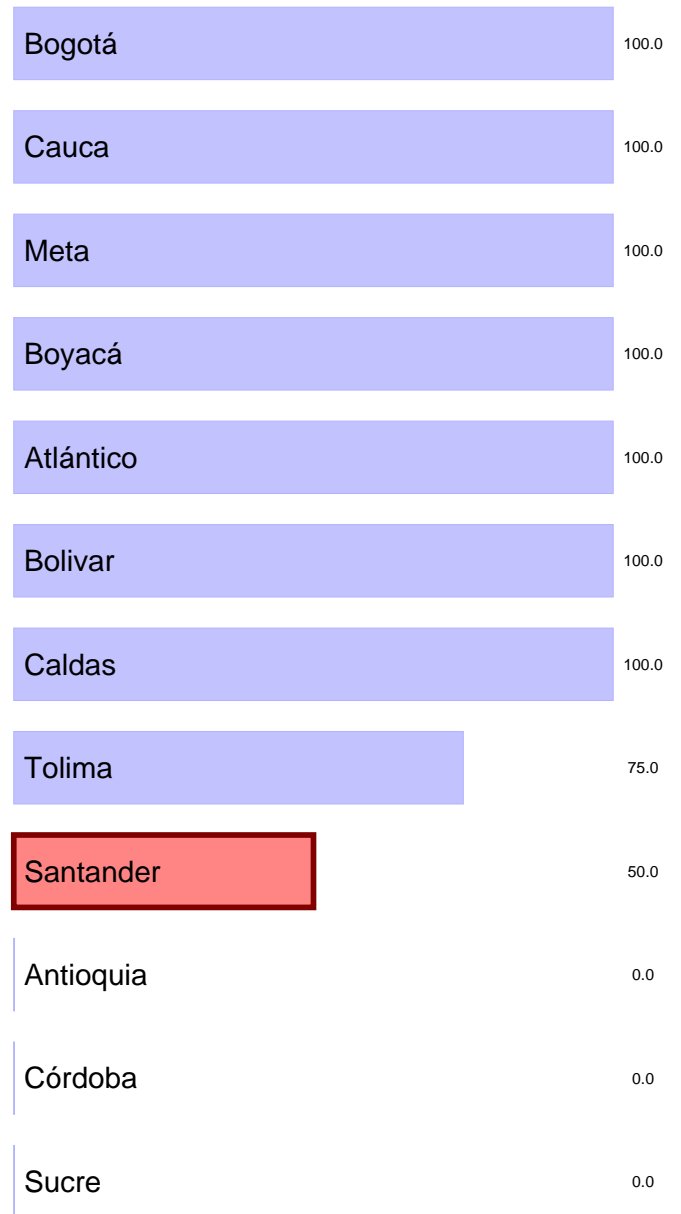 Bogotá 100.0
Cauca 100.0
Meta 100.0
Boyacá 100.0
Atlántico 100.0
Bolivar 100.0
Caldas 100.0
Tolima 75.0
Santander 50.0
Antioquia 0.0
Córdoba 0.0
Sucre 0.0